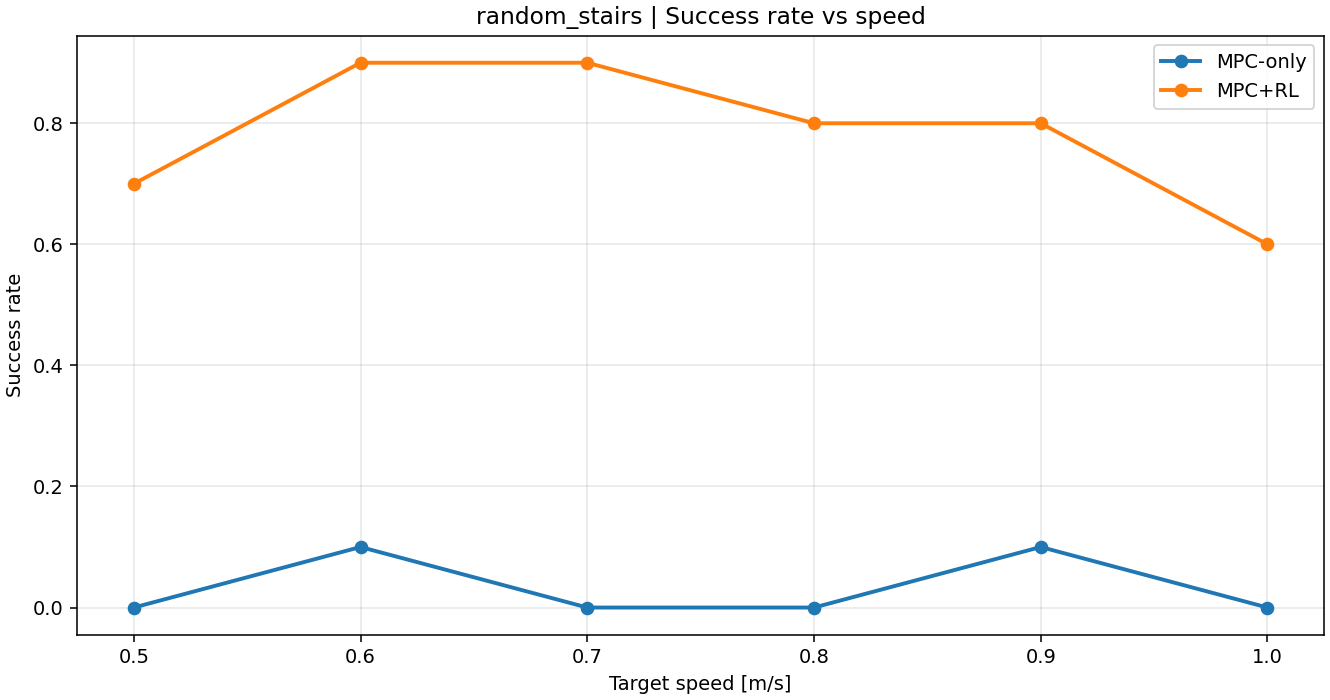 random_stairs | Success rate vs speed
MPC-only
MPC+RL
Success rate
0.8
0.6
0.4
0.2
0.0
0.5 0.6 0.7 0.8 0.9 1.0
Target speed [m/s]